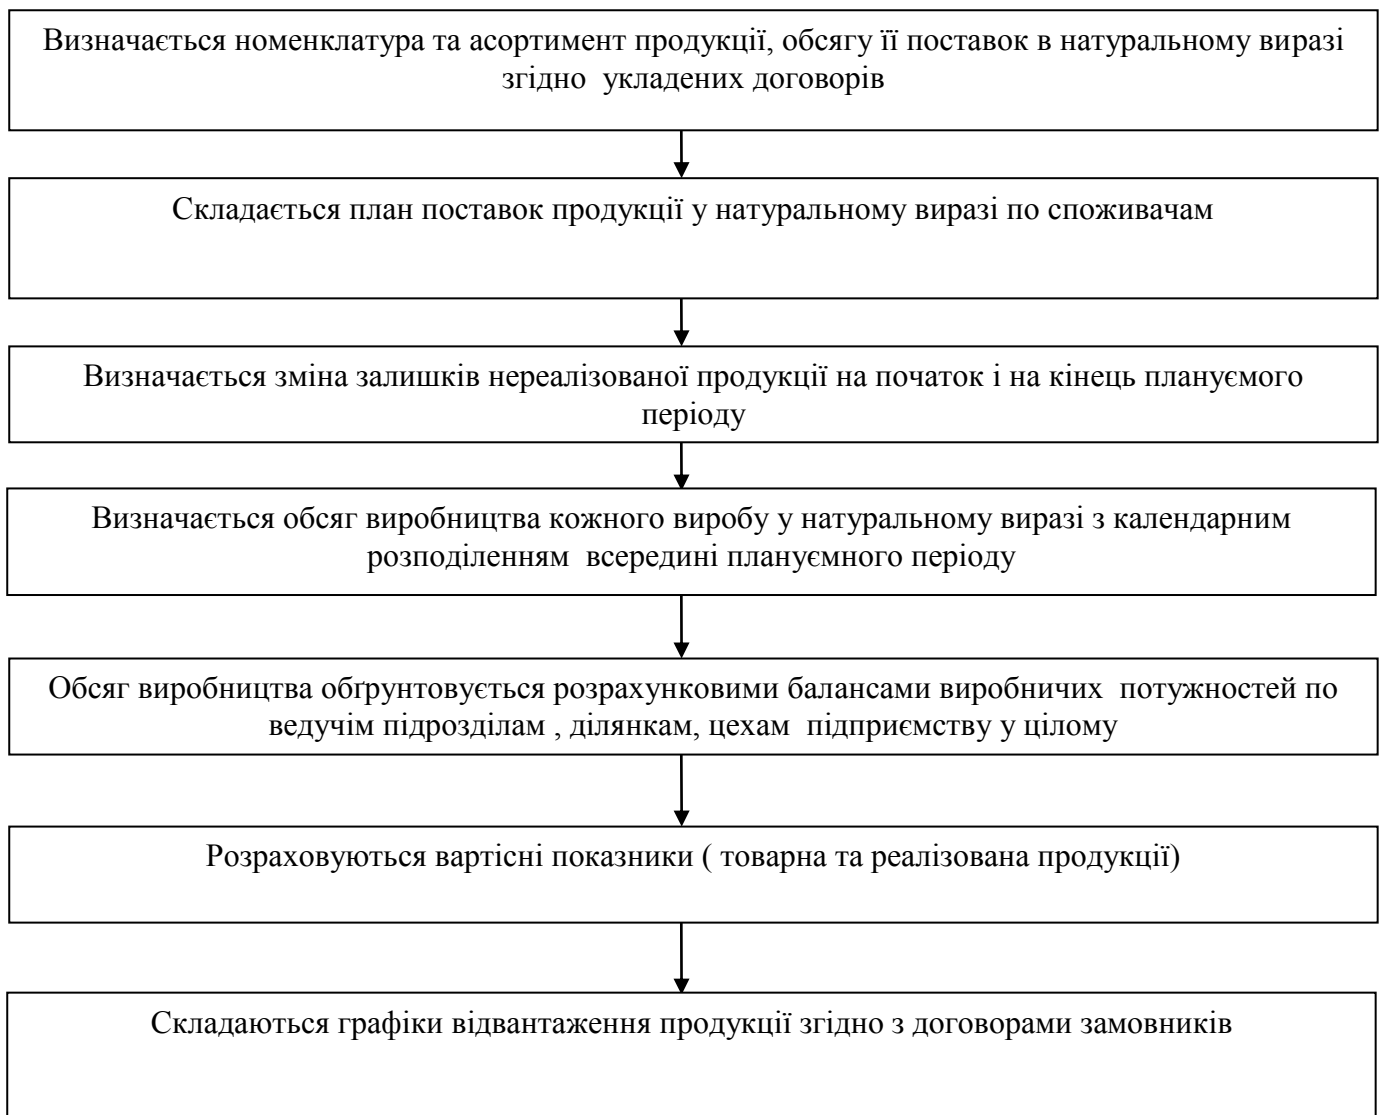 Визначається номенклатура та асортимент продукції, обсягу її поставок в натуральному виразі
згідно укладених договорів
Складається план поставок продукції у натуральному виразі по споживачам
Визначається зміна залишків нереалізованої продукції на початок і на кінець плануємого
періоду
Визначається обсяг виробництва кожного виробу у натуральному виразі з календарним
розподіленням всередині плануємного періоду
Обсяг виробництва обґрунтовується розрахунковими балансами виробничих потужностей по
ведучім підрозділам , ділянкам, цехам підприємству у цілому
Розраховуються вартісні показники ( товарна та реалізована продукції)
Складаються графіки відвантаження продукції згідно з договорами замовників